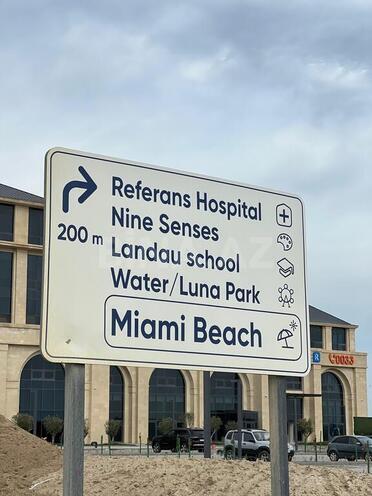 Referans Hospital
Nine Senses
200 m
Landau school
Water/Luna Park
Miami Beach
R